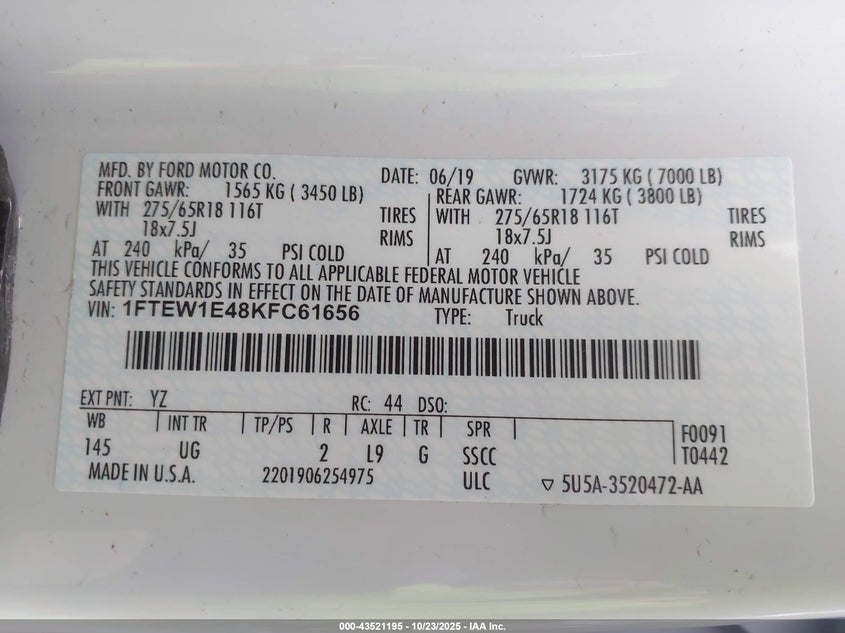 MFD. BY FORD MOTOR CO. DATE: 06/19 GVWR: 3175 KG ( 7000 LB)
FRONT GAWR: 1565 KG ( 3450 LB) REAR GAWR: 1724 KG ( 3800 LB)
WITH 275/65R18 116T TIRES WITH 275/65R18 116T TIRES
18x7.5J RIMS 18x7.5J RIMS
AT 240 kPa/ 35 PSI COLD AT 240 kPa/ 35 PSI COLD
THIS VEHICLE CONFORMS TO ALL APPLICABLE FEDERAL MOTOR VEHICLE
SAFETY STANDARDS IN EFFECT ON THE DATE OF MANUFACTURE SHOWN ABOVE.
VIN: 1FTEW1E48KFC61656 TYPE: Truck
EXT PNT: YZ RC: 44 DSO:
WB INT TR TP/PS R AXLE TR SPR F0091
145 UG 2 L9 G SSCC T0442
MADE IN U.S.A. 2201906254975 ULC ▽ 5U5A-3520472-AA
000-43521195 - 10/23/2025 - IAA Inc.